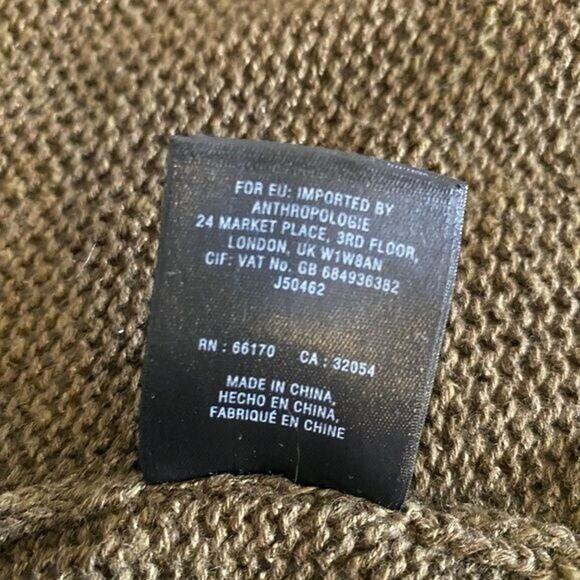 FOR EU: IMPORTED BY
ANTHROPOLOGIE
24 MARKET PLACE, 3RD FLOOR,
LONDON, UK W1W8AN
CIF: VAT No. GB 684936382
J50462
RN : 66170 CA : 32054
MADE IN CHINA,
HECHO EN CHINA,
FABRIQUÉ EN CHINE